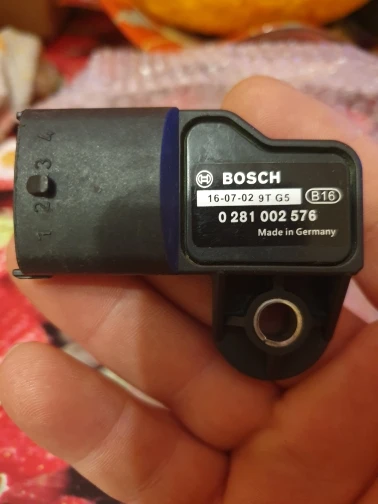 BOSCH
16-07-02 9T G5 B16
0 281 002 576
Made in Germany
1 2 3 4